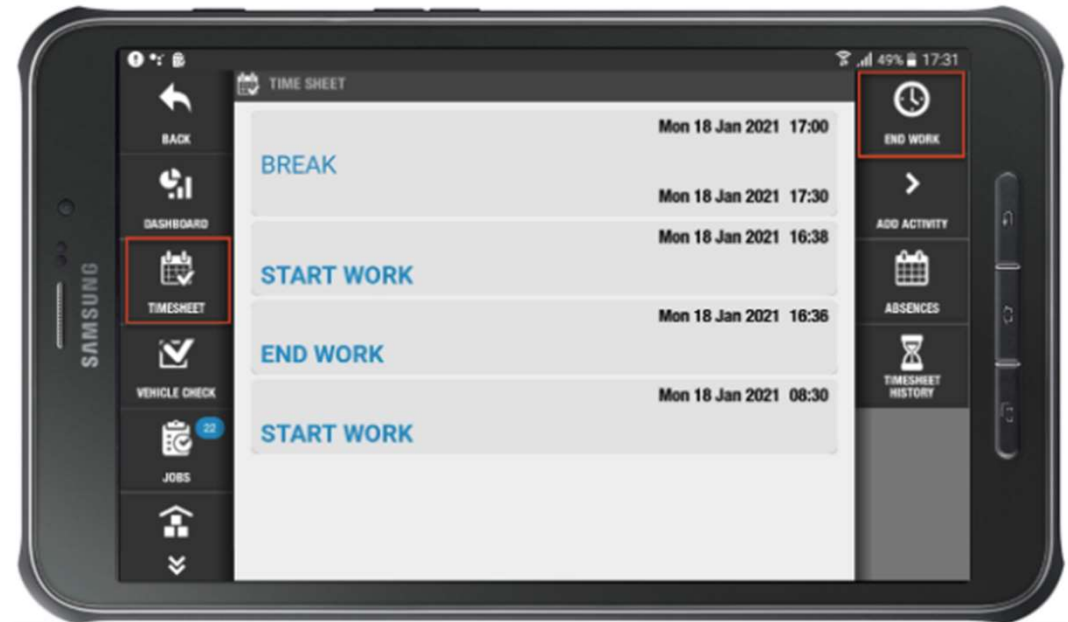 49% 17:31
TIME SHEET
BACK
DASHBOARD
TIMESHEET
VEHICLE CHECK
22
JOBS
Mon 18 Jan 2021 17:00
BREAK
Mon 18 Jan 2021 17:30
Mon 18 Jan 2021 16:38
START WORK
Mon 18 Jan 2021 16:36
END WORK
Mon 18 Jan 2021 08:30
START WORK
END WORK
ADD ACTIVITY
ABSENCES
TIMESHEET
HISTORY
SAMSUNG